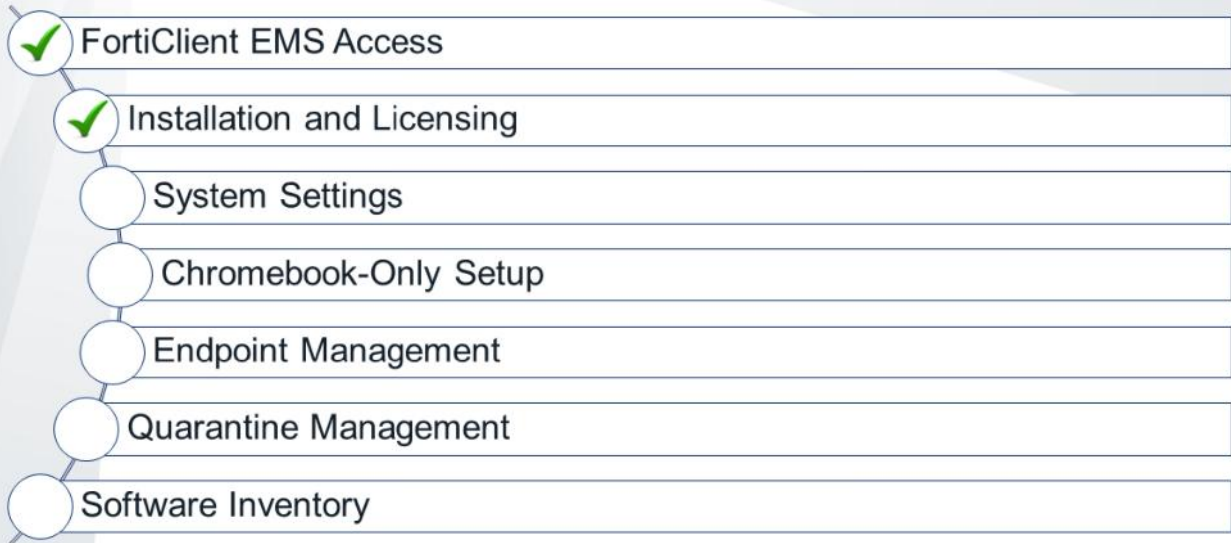 FortiClient EMS Access
Installation and Licensing
System Settings
Chromebook-Only Setup
Endpoint Management
Quarantine Management
Software Inventory